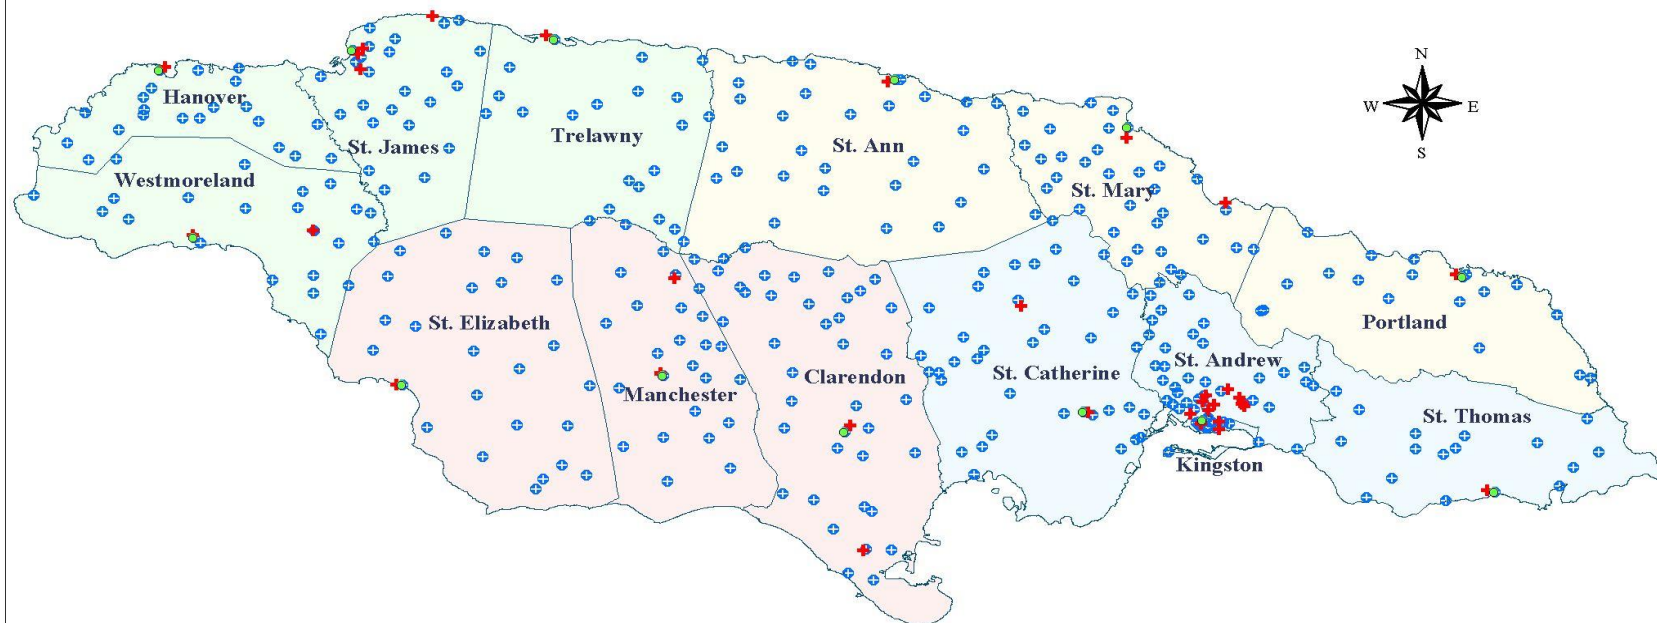 N
W E
S
Hanover
Trelawny
St. James
St. Ann
Westmoreland
St. Mary
St. Elizabeth
Portland
St. Andrew
Clarendon
St. Catherine
Manchester
St. Thomas
Kingston